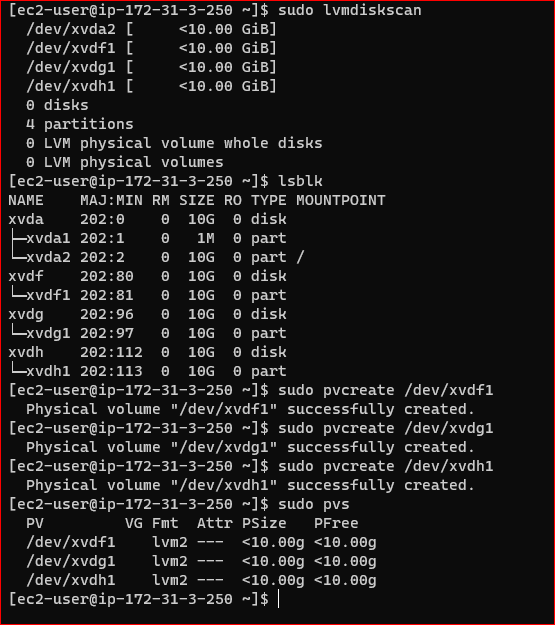 [ec2-user@ip-172-31-3-250 ~]$ sudo lvmdiskscan
  /dev/xvda2 [     <10.00 GiB]
  /dev/xvdf1 [     <10.00 GiB]
  /dev/xvdg1 [     <10.00 GiB]
  /dev/xvdh1 [     <10.00 GiB]
  0 disks
  4 partitions
  0 LVM physical volume whole disks
  0 LVM physical volumes
[ec2-user@ip-172-31-3-250 ~]$ lsblk
NAME    MAJ:MIN RM SIZE RO TYPE MOUNTPOINT
xvda    202:0    0  10G  0 disk
├─xvda1 202:1    0   1M  0 part
└─xvda2 202:2    0  10G  0 part /
xvdf    202:80   0  10G  0 disk
└─xvdf1 202:81   0  10G  0 part
xvdg    202:96   0  10G  0 disk
└─xvdg1 202:97   0  10G  0 part
xvdh    202:112  0  10G  0 disk
└─xvdh1 202:113  0  10G  0 part
[ec2-user@ip-172-31-3-250 ~]$ sudo pvcreate /dev/xvdf1
  Physical volume "/dev/xvdf1" successfully created.
[ec2-user@ip-172-31-3-250 ~]$ sudo pvcreate /dev/xvdg1
  Physical volume "/dev/xvdg1" successfully created.
[ec2-user@ip-172-31-3-250 ~]$ sudo pvcreate /dev/xvdh1
  Physical volume "/dev/xvdh1" successfully created.
[ec2-user@ip-172-31-3-250 ~]$ sudo pvs
  PV         VG Fmt  Attr PSize   PFree
  /dev/xvdf1    lvm2 ---  <10.00g <10.00g
  /dev/xvdg1    lvm2 ---  <10.00g <10.00g
  /dev/xvdh1    lvm2 ---  <10.00g <10.00g
[ec2-user@ip-172-31-3-250 ~]$